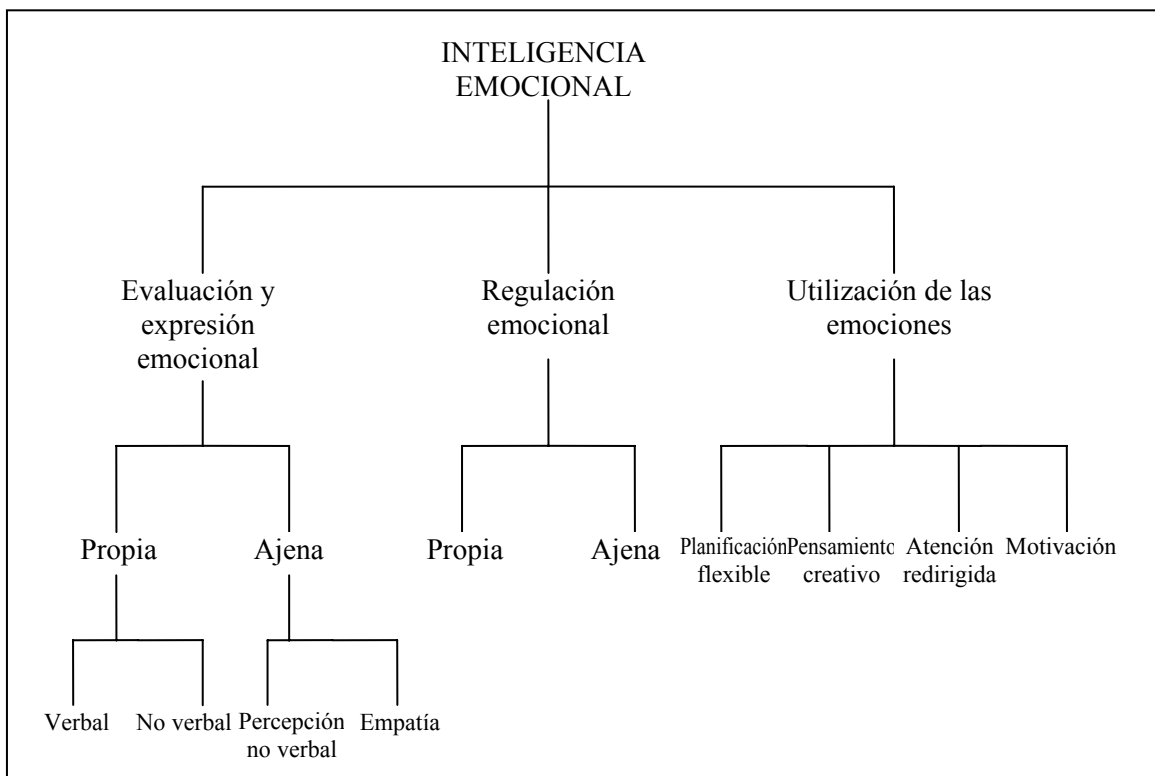 INTELIGENCIA
EMOCIONAL
Evaluación y
expresión
emocional
Regulación
emocional
Utilización de las
emociones
Propia
Ajena
Propia
Ajena
Planificación
flexible
Pensamiento
creativo
Atención
redirigida
Motivación
Verbal
No verbal
Percepción
no verbal
Empatía